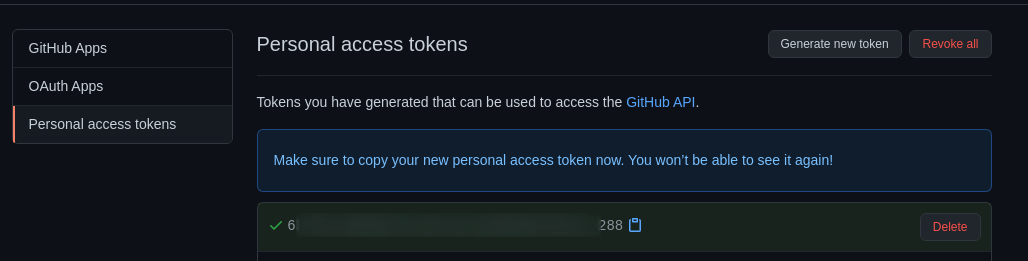 GitHub Apps
OAuth Apps
Personal access tokens
Personal access tokens
Generate new token
Revoke all
Tokens you have generated that can be used to access the GitHub API.
Make sure to copy your new personal access token now. You won't be able to see it again!
6
288
Delete